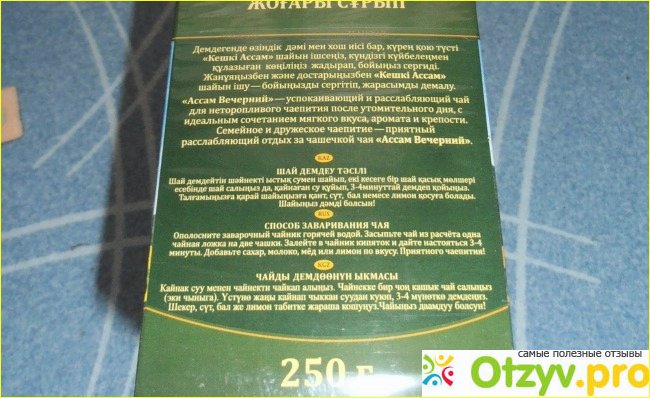 ЖОҒАРЫ СҰРЫП
Демдегенде өзіндік дәмі мен хош иісі бар, күрең қою түсті
«Кешкі Ассам» шайын ішсеңіз, күндізгі күйбелеңмен
құлазыған көңіліңіз жадырап, бойыңыз сергиді.
Жанұяңызбен және достарыңызбен «Кешкі Ассам»
шайын ішу — бойыңызды сергітіп, жарасымды демалу.
«Ассам Вечерний» — успокаивающий и расслабляющий чай
для неторопливого чаепития после утомительного дня, с
идеальным сочетанием мягкого вкуса, аромата и крепости.
Семейное и дружеское чаепитие — приятный
расслабляющий отдых за чашечкой чая «Ассам Вечерний».
KAZ
ШАЙ ДЕМДЕУ ТӘСІЛІ
Шай демдейтін шәйнекті ыстық сумен шайып, екі кесеге бір шай қасық мөлшері
есебінде шай салыңыз да, қайнаған су құйып, 3-4минуттай демдеп қойыңыз.
Талғамыңызға қарай шайыңызға қант, сүт, бал немесе лимон қосуға болады.
Шайыңыз дәмді болсын!
RUS
СПОСОБ ЗАВАРИВАНИЯ ЧАЯ
Ополосните заварочный чайник горячей водой. Засыпьте чай из расчёта одна
чайная ложка на две чашки. Залейте в чайник кипяток и дайте настояться 3-4
минуты. Добавьте сахар, молоко, мёд или лимон по вкусу. Приятного чаепития!
KGZ
ЧАЙДЫ ДЕМДӨӨНҮН ЫКМАСЫ
Кайнак суу менен чайнекти чайкап алыңыз. Чайнекке бир чоң кашык чай салыңыз
(эки чыныга). Үстүнө жаңы кайнап чыккан суудан куюп, 3-4 мүнөткө демдеңиз.
Шекер, сүт, бал же лимон табитке жараша кошуңуз.Чайыңыз даамдуу болсун!
250 г
самые полезные отзывы
Otzyv.pro